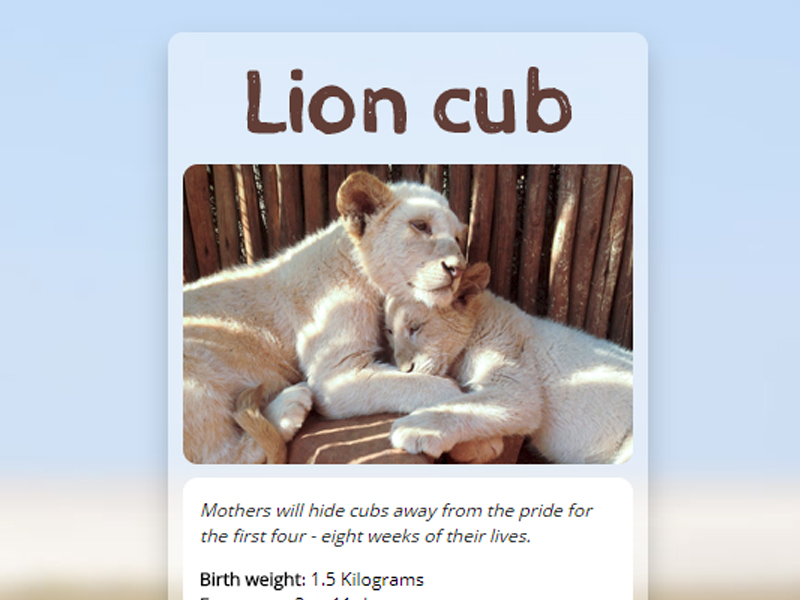 Lion cub
Mothers will hide cubs away from the pride for
the first four - eight weeks of their lives.
Birth weight: 1.5 Kilograms